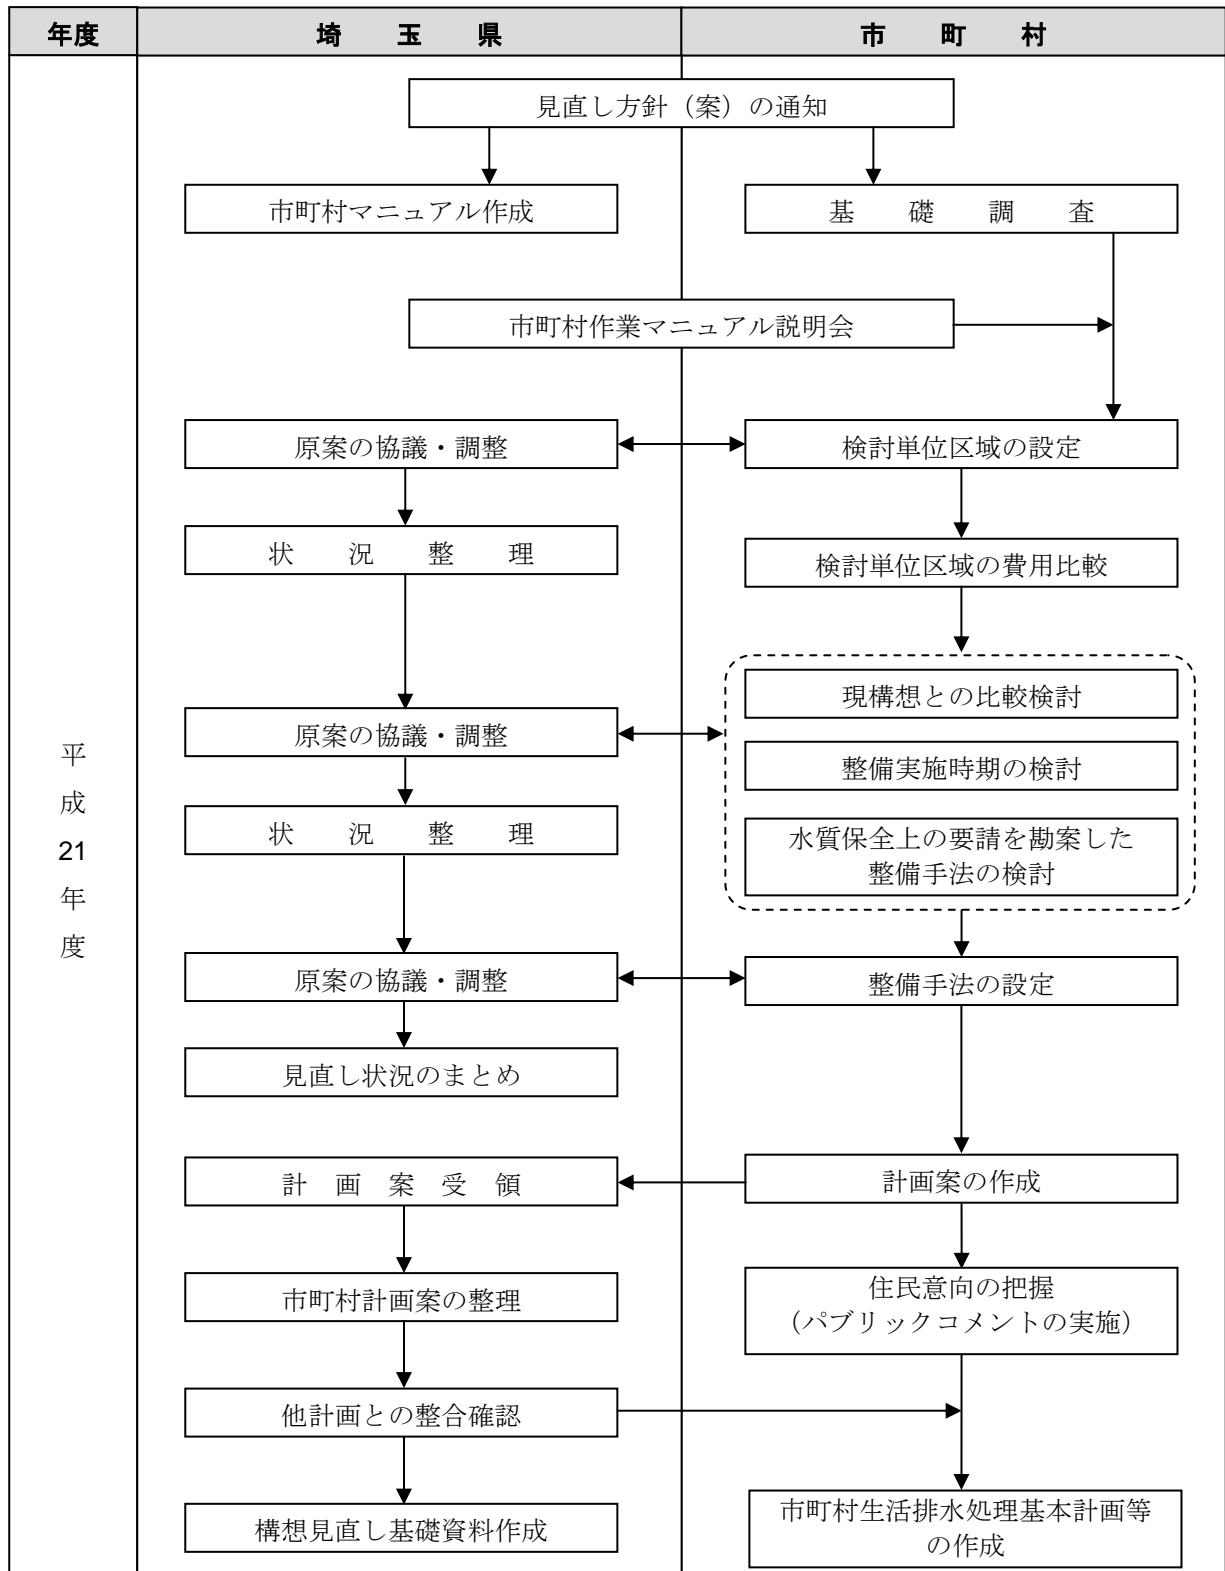 年度
埼　玉　県
市　町　村
見直し方針（案）の通知
市町村マニュアル作成
基　礎　調　査
市町村作業マニュアル説明会
原案の協議・調整
検討単位区域の設定
状　況　整　理
検討単位区域の費用比較
現構想との比較検討
原案の協議・調整
整備実施時期の検討
状　況　整　理
水質保全上の要請を勘案した
整備手法の検討
平
成
21
年
度
原案の協議・調整
整備手法の設定
見直し状況のまとめ
計　画　案　受　領
計画案の作成
市町村計画案の整理
住民意向の把握
（パブリックコメントの実施）
他計画との整合確認
構想見直し基礎資料作成
市町村生活排水処理基本計画等
の作成